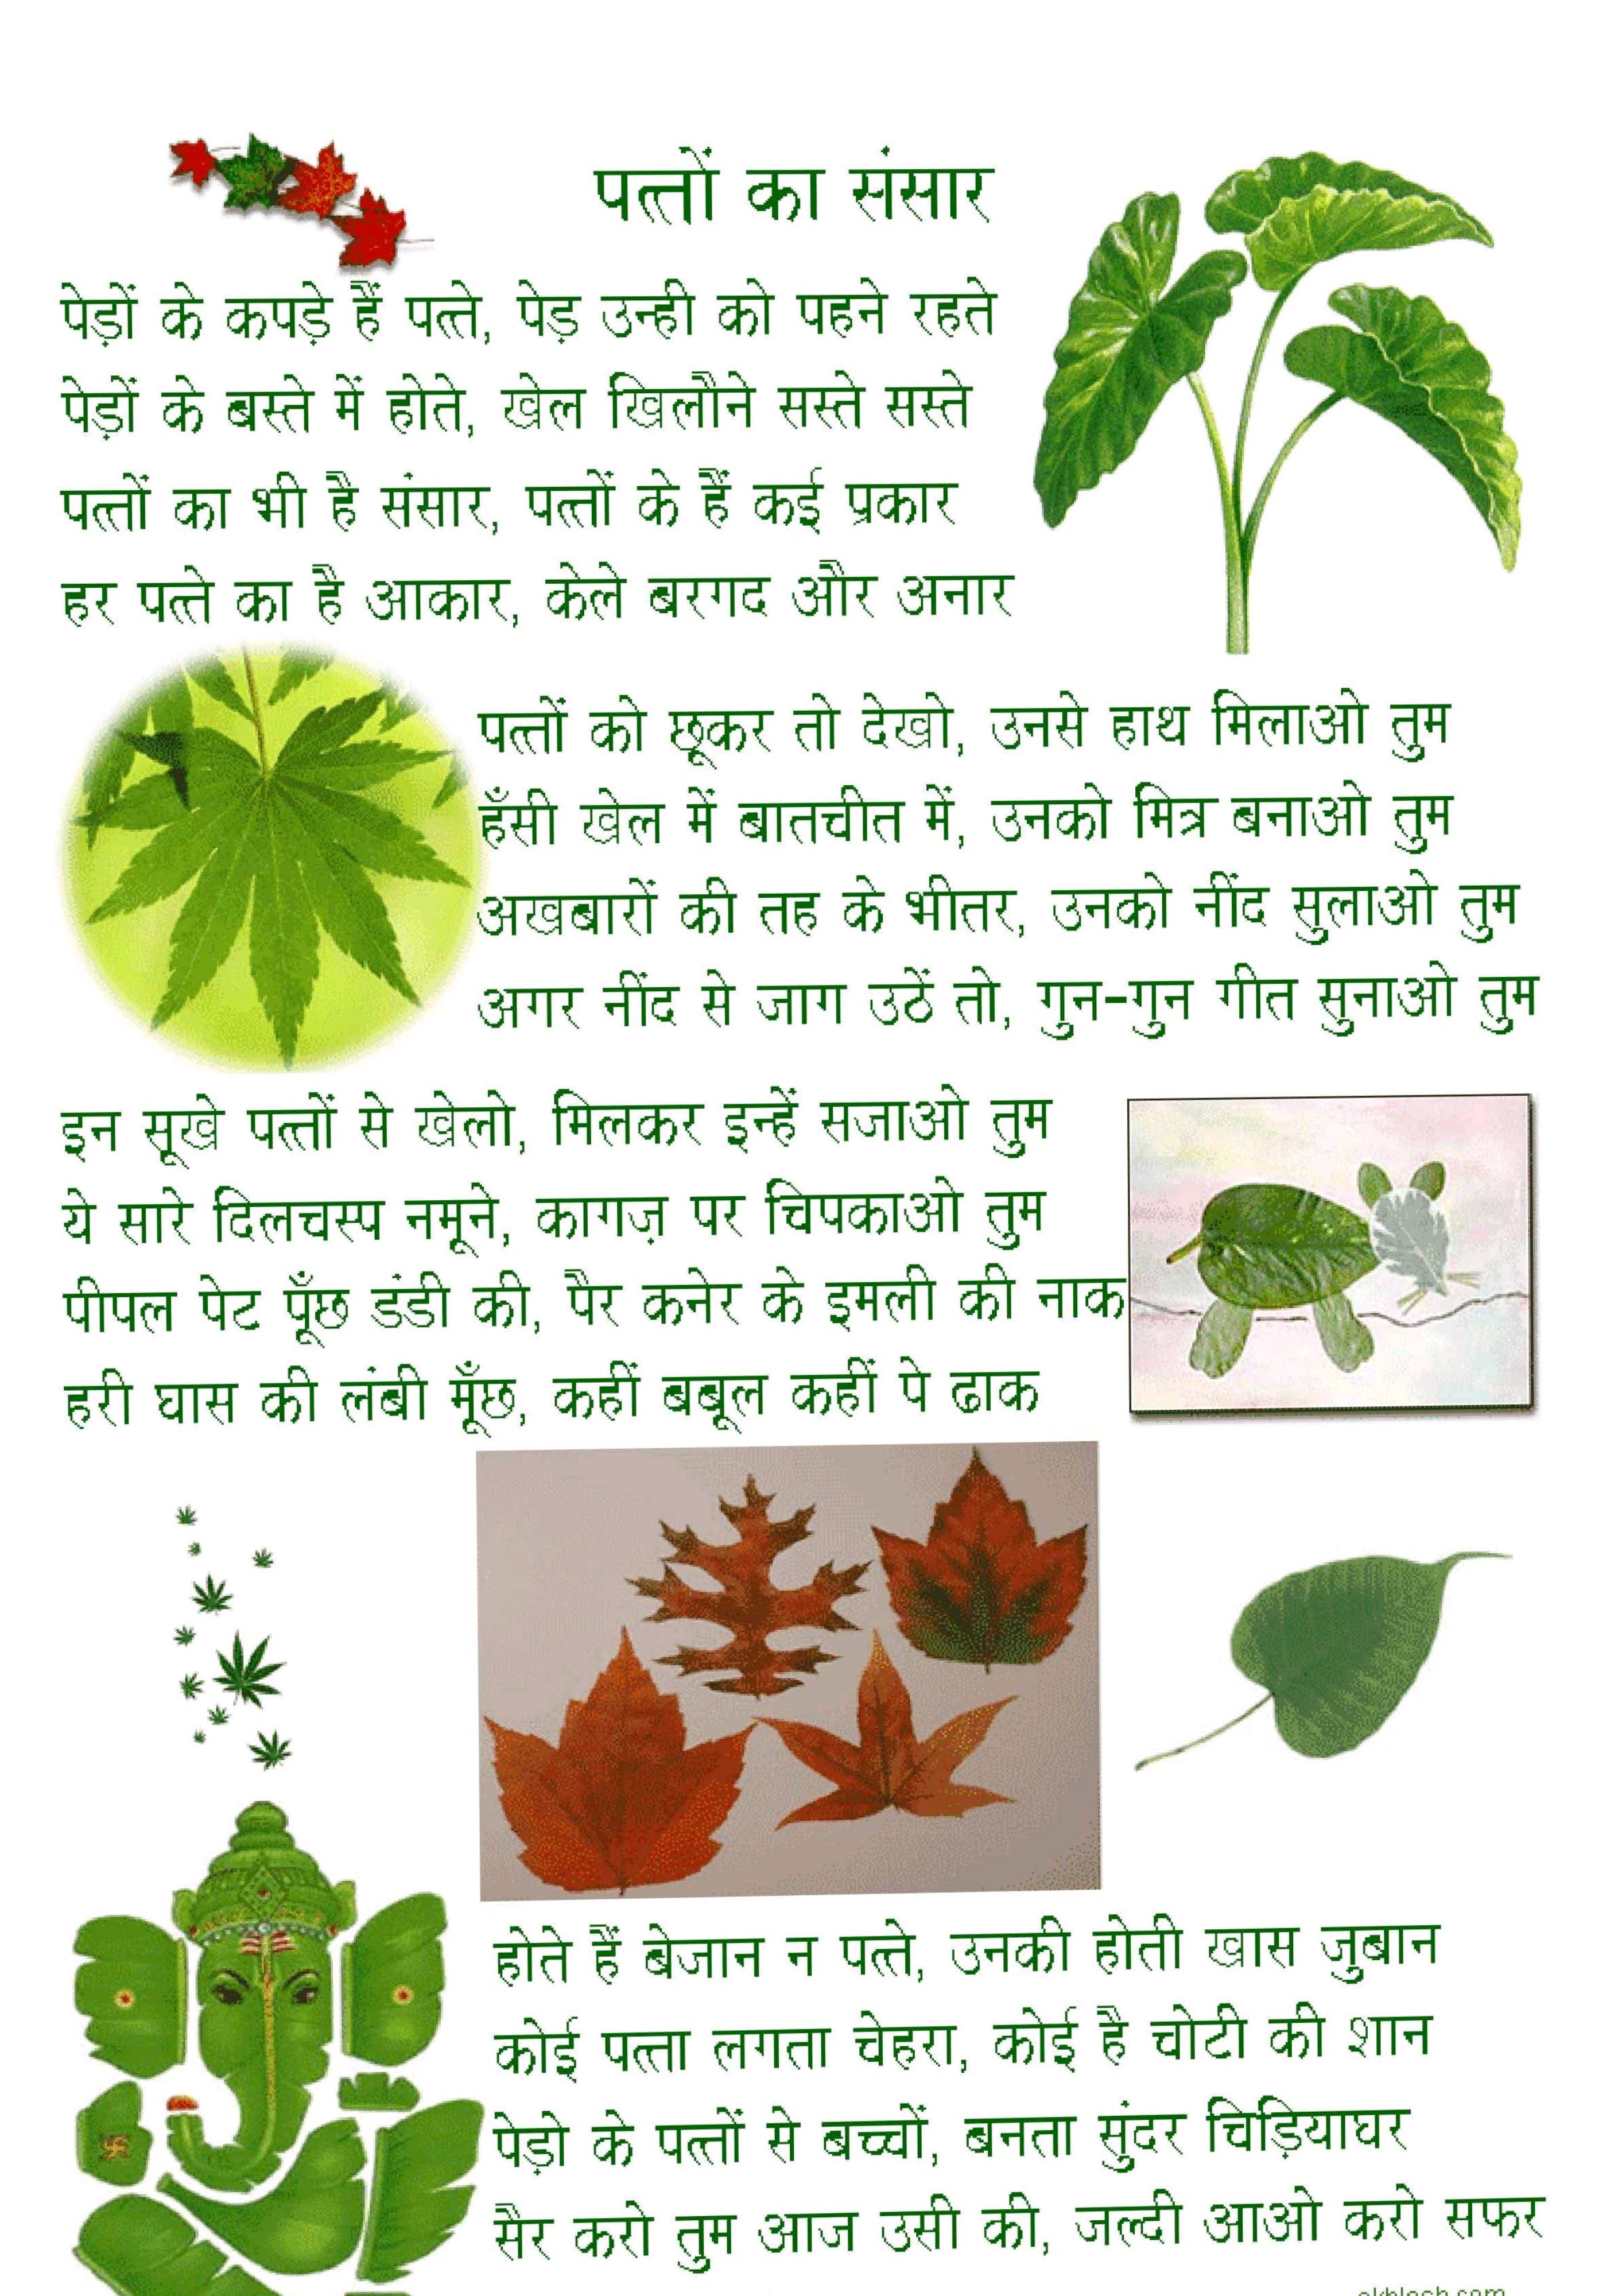 पत्तों का संसार
पेड़ों के कपड़े हैं पत्ते, पेड़ उन्ही को पहने रहते
पेड़ों के बस्ते में होते, खेल खिलौने सस्ते सस्ते
पत्तों का भी है संसार, पत्तों के हैं कई प्रकार
हर पत्ते का है आकार, केले बरगद और अनार
पत्तों को छूकर तो देखो, उनसे हाथ मिलाओ तुम
हँसी खेल में बातचीत में, उनको मित्र बनाओ तुम
अखबारों की तह के भीतर, उनको नींद सुलाओ तुम
अगर नींद से जाग उठें तो, गुन-गुन गीत सुनाओ तुम
इन सूखे पत्तों से खेलो, मिलकर इन्हें सजाओ तुम
ये सारे दिलचस्प नमूने, कागज़ पर चिपकाओ तुम
पीपल पेट पूँछ डंडी की, पैर कनेर के इमली की नाक
हरी घास की लंबी मूँछ, कहीं बबूल कहीं पे ढाक
होते हैं बेजान न पत्ते, उनकी होती खास जुबान
कोई पत्ता लगता चेहरा, कोई है चोटी की शान
पेड़ो के पत्तों से बच्चों, बनता सुंदर चिड़ियाघर
सैर करो तुम आज उसी की, जल्दी आओ करो सफर